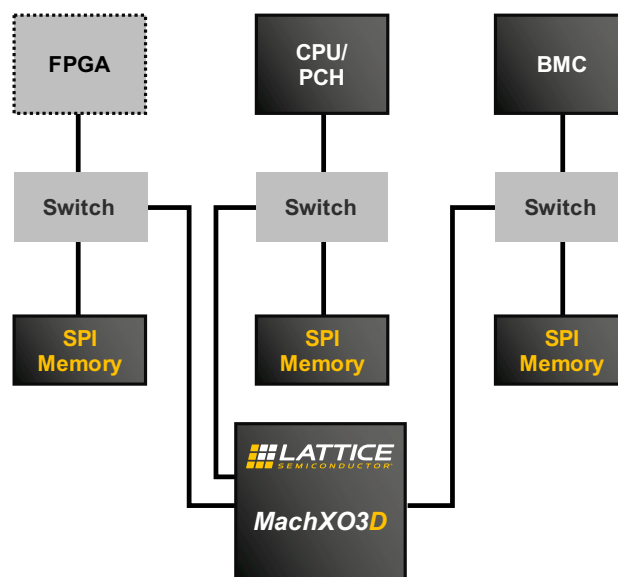 FPGA
CPU/
PCH
BMC
Switch
Switch
Switch
SPI
Memory
SPI
Memory
SPI
Memory
LATTICE
SEMICONDUCTOR
MachXO3D